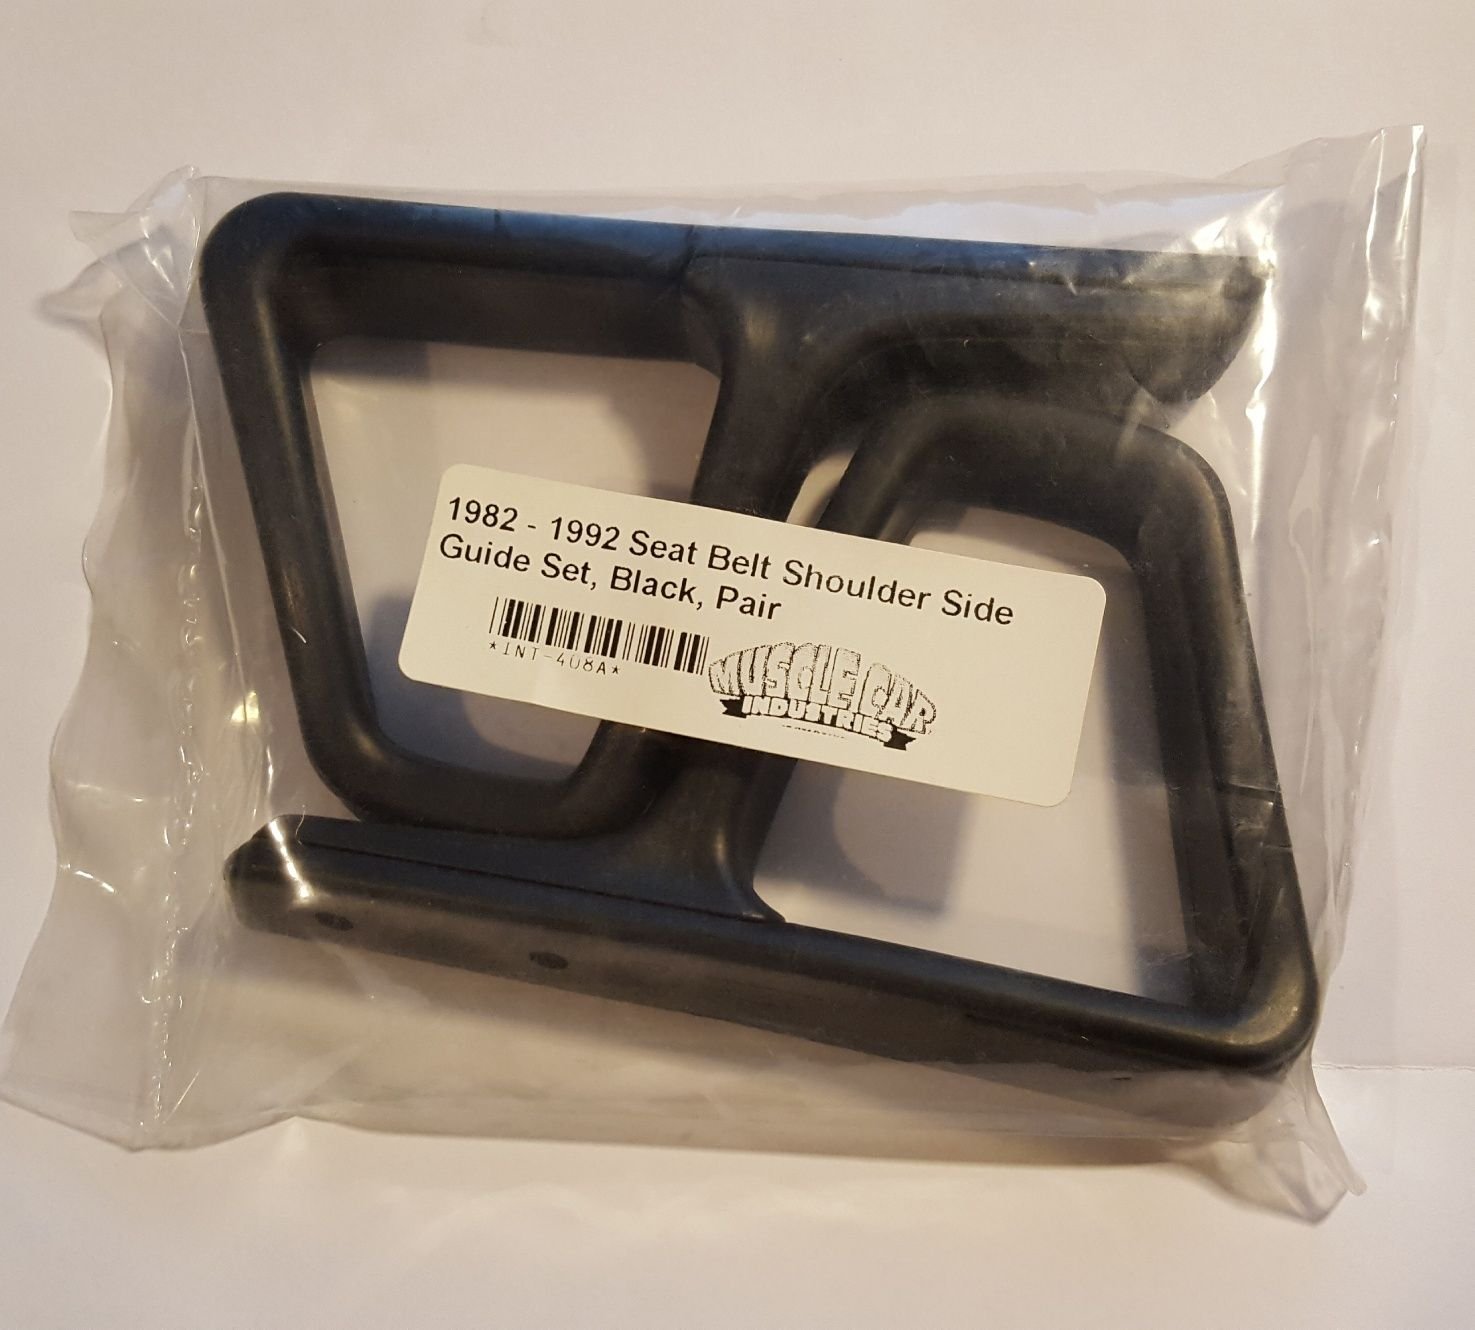 1982 - 1992 Seat Belt Shoulder Side
Guide Set, Black, Pair
*INT-408A*
MUSCLE CAR
INDUSTRIES